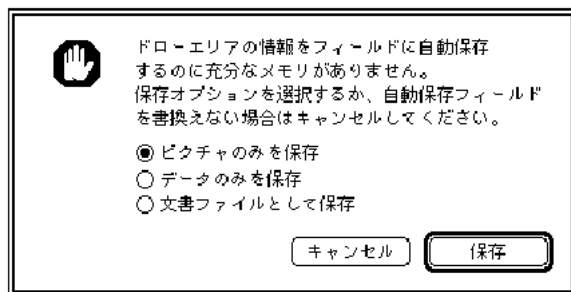 ドローエリアの情報をフィールドに自動保存
するのに充分なメモリがありません。
保存オプションを選択するか、自動保存フィールド
を書換えない場合はキャンセルしてください。
ピクチャのみを保存
データのみを保存
文書ファイルとして保存
キャンセル 保存